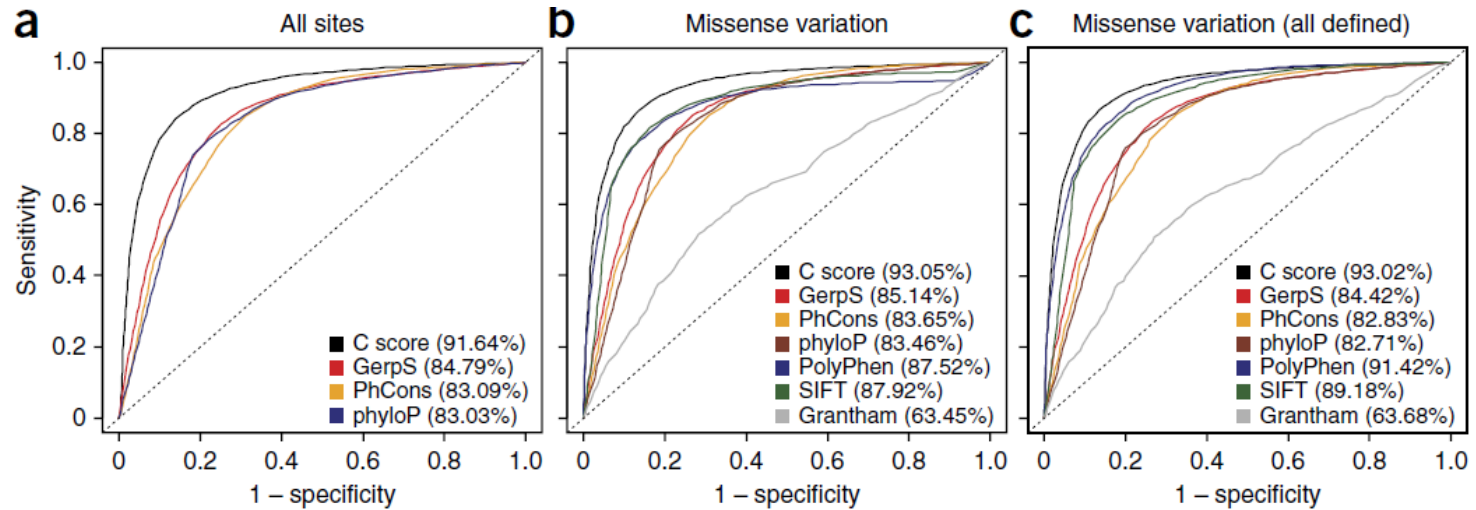 a
All sites
b
Missense variation
c
Missense variation (all defined)
Sensitivity
1.0
0.8
0.6
0.4
0.2
0
C score (91.64%)
GerpS (84.79%)
PhCons (83.09%)
phyloP (83.03%)
0 0.2 0.4 0.6 0.8 1.0
1 – specificity
C score (93.05%)
GerpS (85.14%)
PhCons (83.65%)
phyloP (83.46%)
PolyPhen (87.52%)
SIFT (87.92%)
Grantham (63.45%)
0 0.2 0.4 0.6 0.8 1.0
1 – specificity
C score (93.02%)
GerpS (84.42%)
PhCons (82.83%)
phyloP (82.71%)
PolyPhen (91.42%)
SIFT (89.18%)
Grantham (63.68%)
0 0.2 0.4 0.6 0.8 1.0
1 – specificity